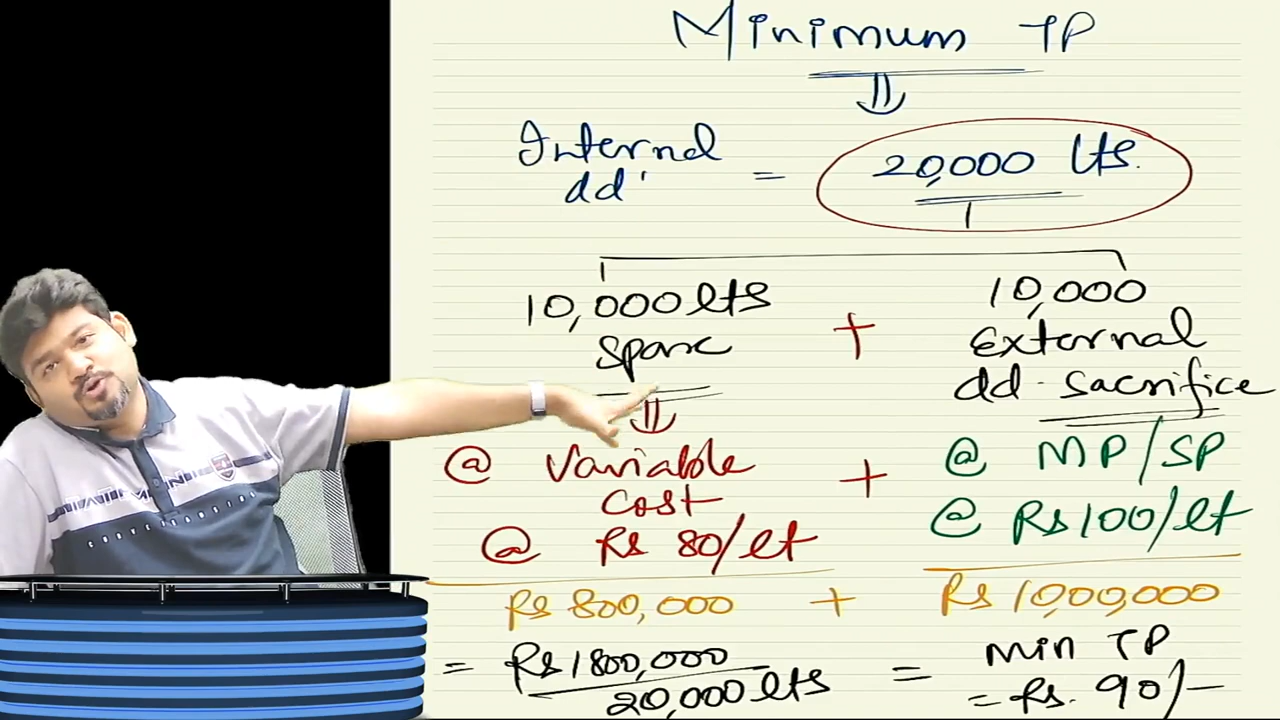 Minimum TP
Internal dd' = 20,000 lts.
10,000 lts spare + 10,000 External dd. sacrifice
@ Variable cost + @ MP/SP
@ Rs 80/lt @ Rs 100/lt
Rs 800,000 + Rs 10,00,000
= Rs 1800,000 / 20,000 lts = Min TP = Rs. 90/-